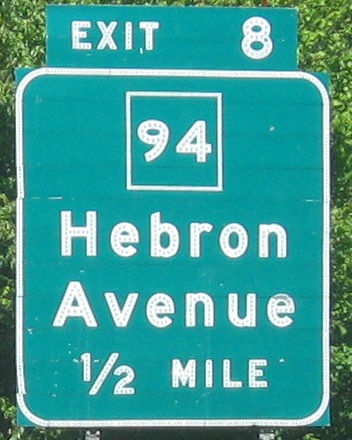 EXIT 8
94
Hebron
Avenue
1/2 MILE